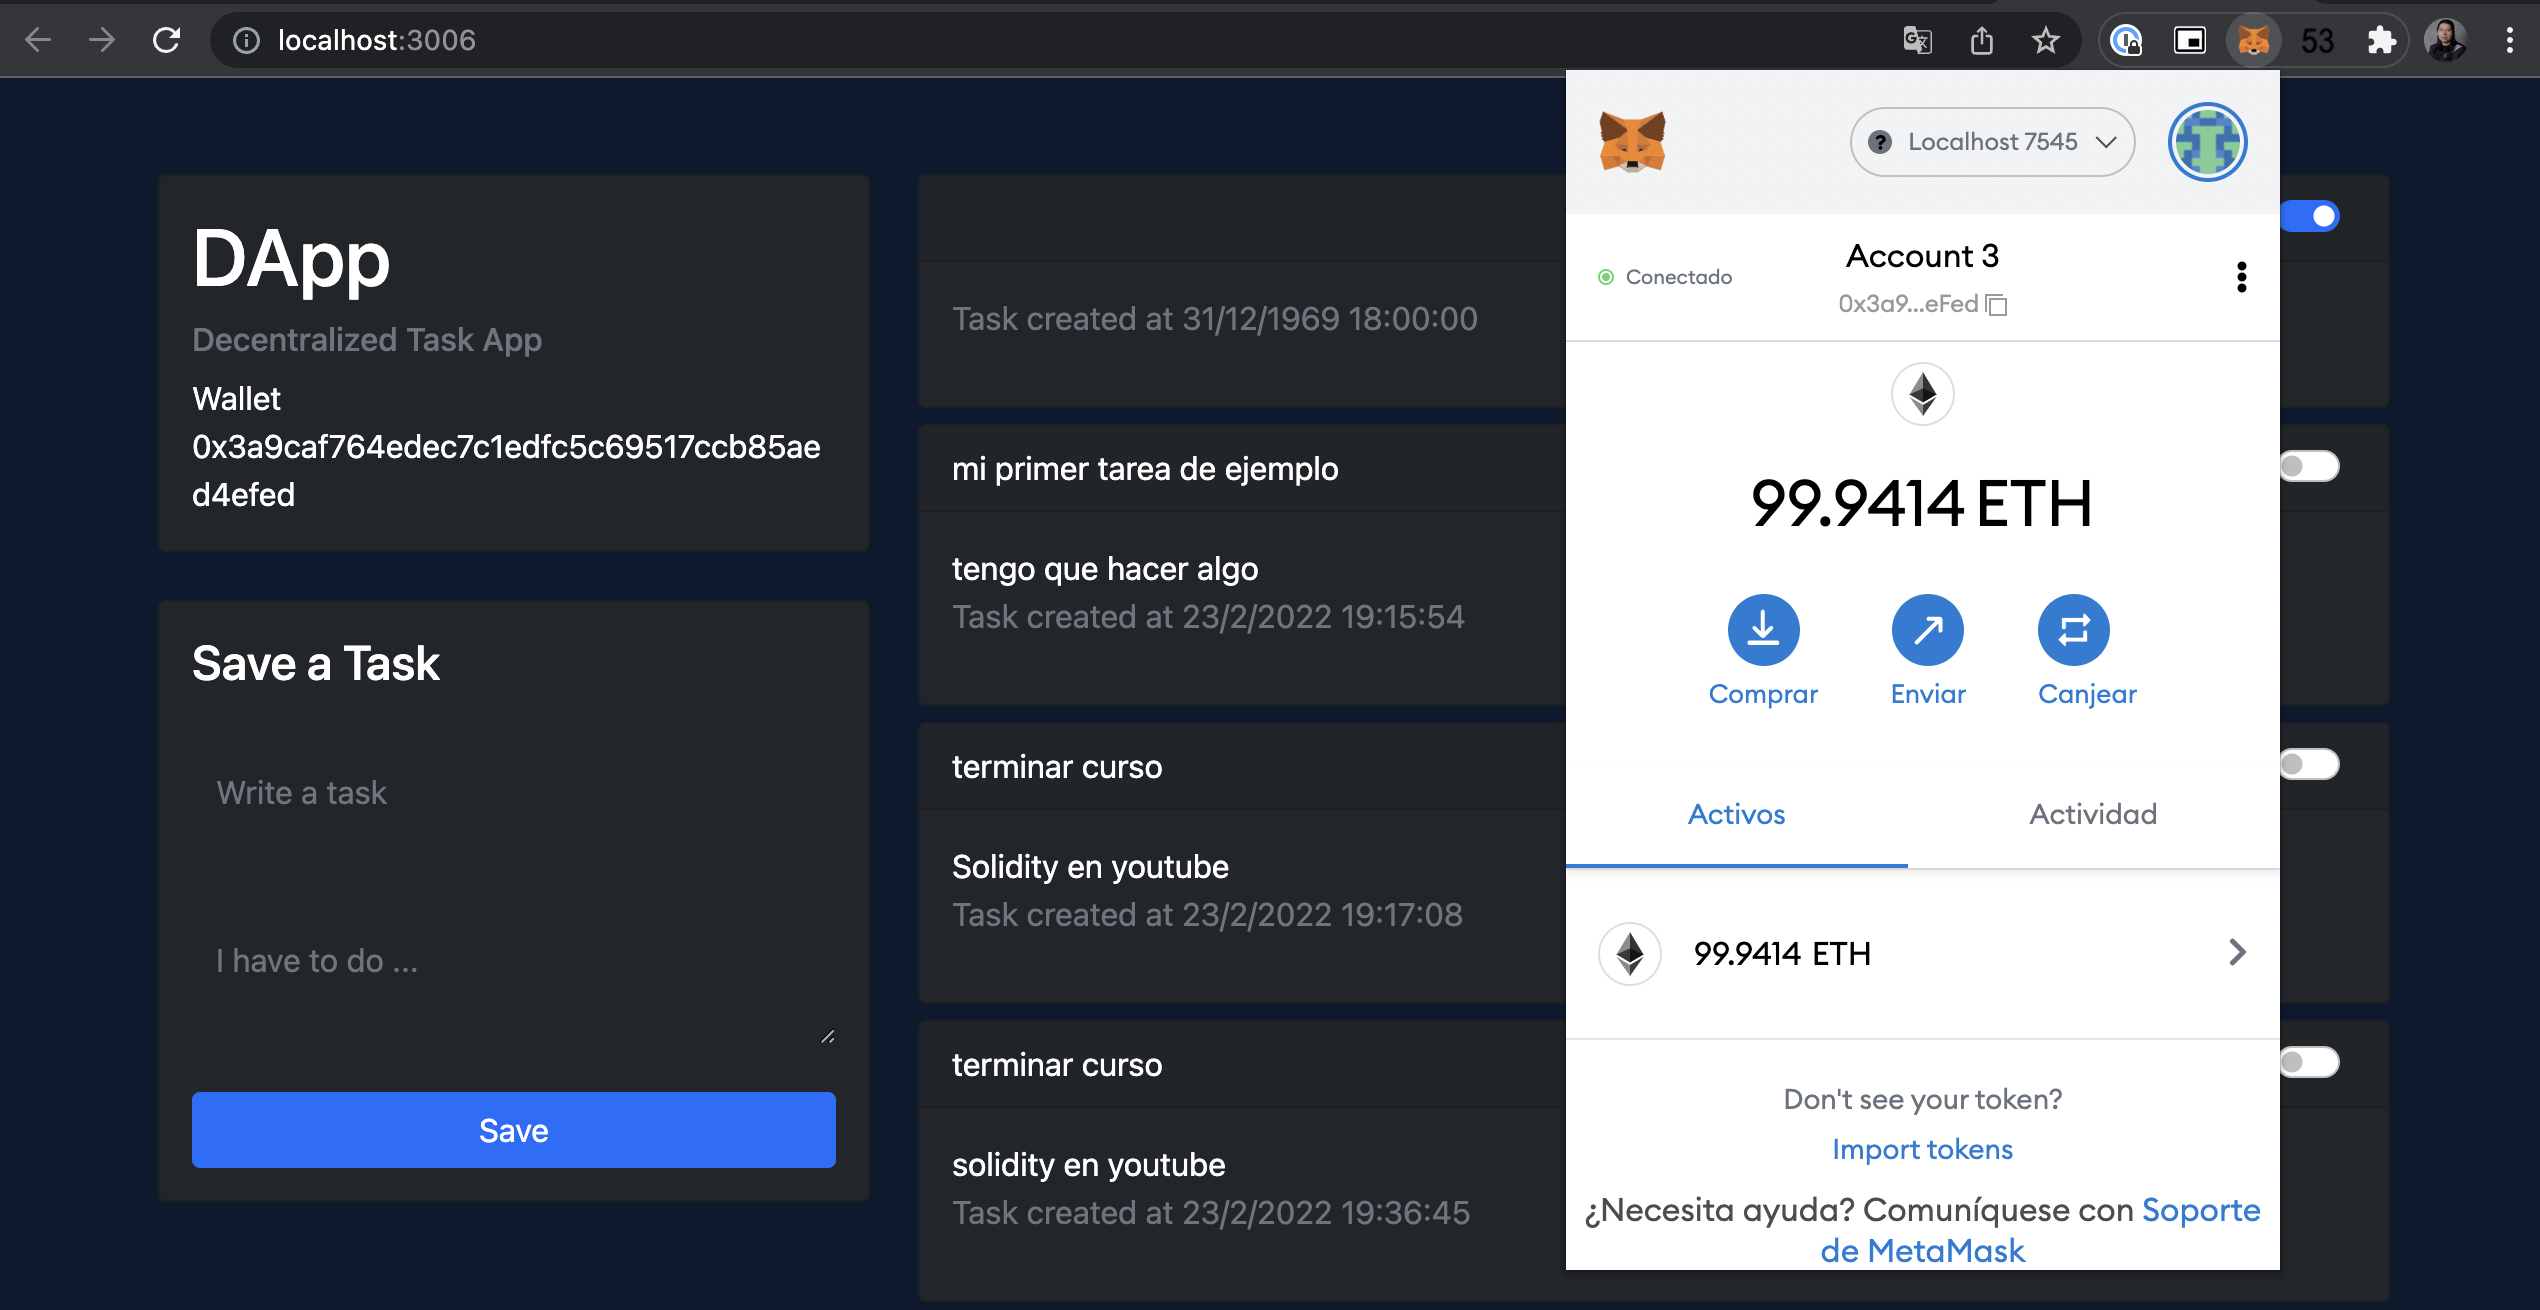 localhost:3006
53
DApp
Decentralized Task App
Wallet
0x3a9caf764edec7c1edfc5c69517ccb85ae
d4efed
Save a Task
Write a task
I have to do ...
Save
Task created at 31/12/1969 18:00:00
mi primer tarea de ejemplo
tengo que hacer algo
Task created at 23/2/2022 19:15:54
terminar curso
Solidity en youtube
Task created at 23/2/2022 19:17:08
terminar curso
solidity en youtube
Task created at 23/2/2022 19:36:45
Localhost 7545
Conectado
Account 3
0x3a9...eFed
99.9414 ETH
Comprar
Enviar
Canjear
Activos
Actividad
99.9414 ETH
Don't see your token?
Import tokens
¿Necesita ayuda? Comuníquese con Soporte
de MetaMask